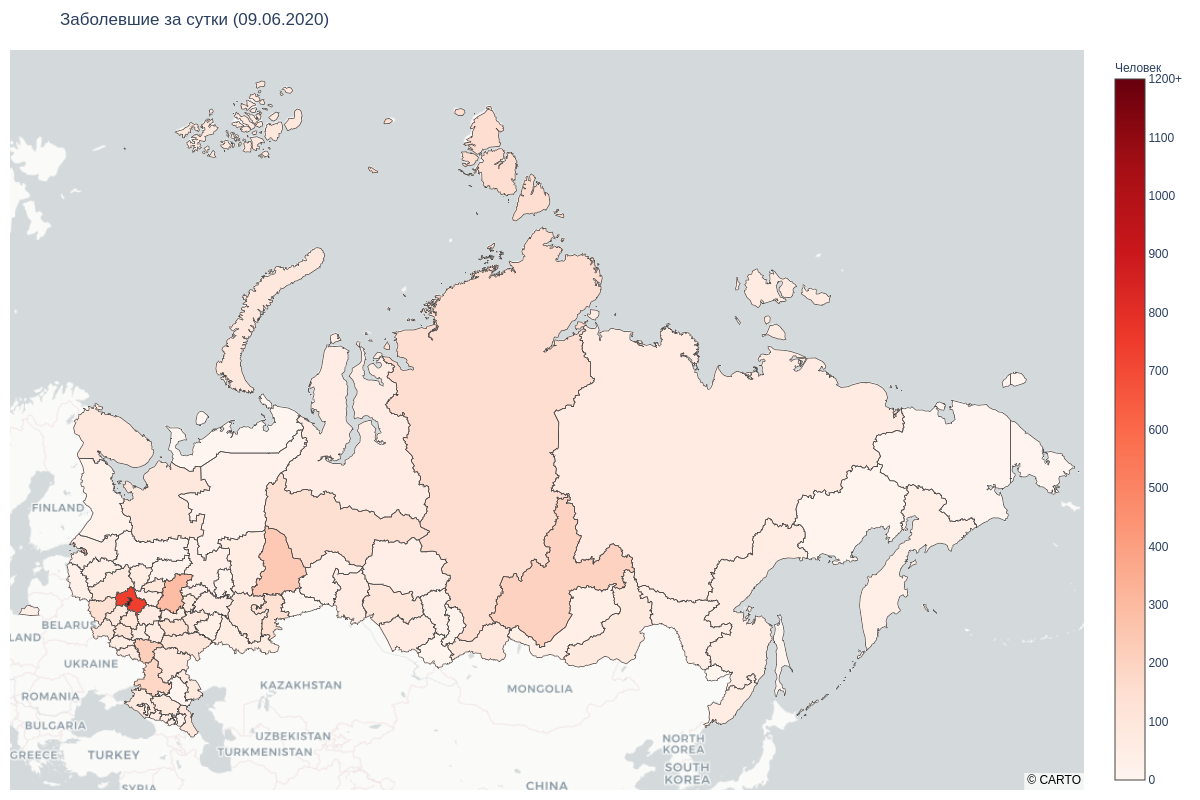 Заболевшие за сутки (09.06.2020)
Человек
1200+
1100
1000
900
800
700
600
500
400
300
200
100
0
FINLAND
BELARUS
LAND
UKRAINE
ROMANIA
BULGARIA
GREECE
TURKEY
SYRIA
KAZAKHSTAN
UZBEKISTAN
TURKMENISTAN
MONGOLIA
CHINA
NORTH
KOREA
SOUTH
KOREA
© CARTO